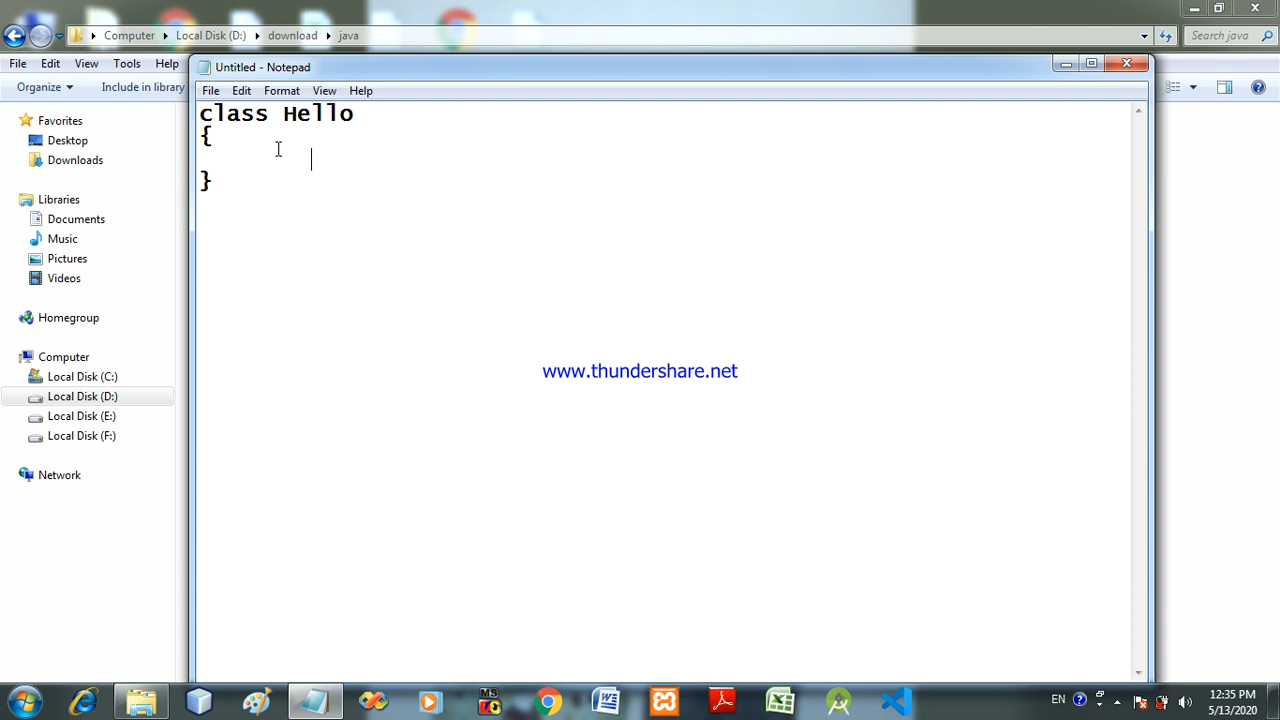 Computer Local Disk (D:) download java
Search java
File Edit View Tools Help
Organize Include in library
Untitled - Notepad
File Edit Format View Help
class Hello
{
}
Favorites
Desktop
Downloads
Libraries
Documents
Music
Pictures
Videos
Homegroup
Computer
Local Disk (C:)
Local Disk (D:)
Local Disk (E:)
Local Disk (F:)
Network
www.thundershare.net
MS
EN
12:35 PM
5/13/2020